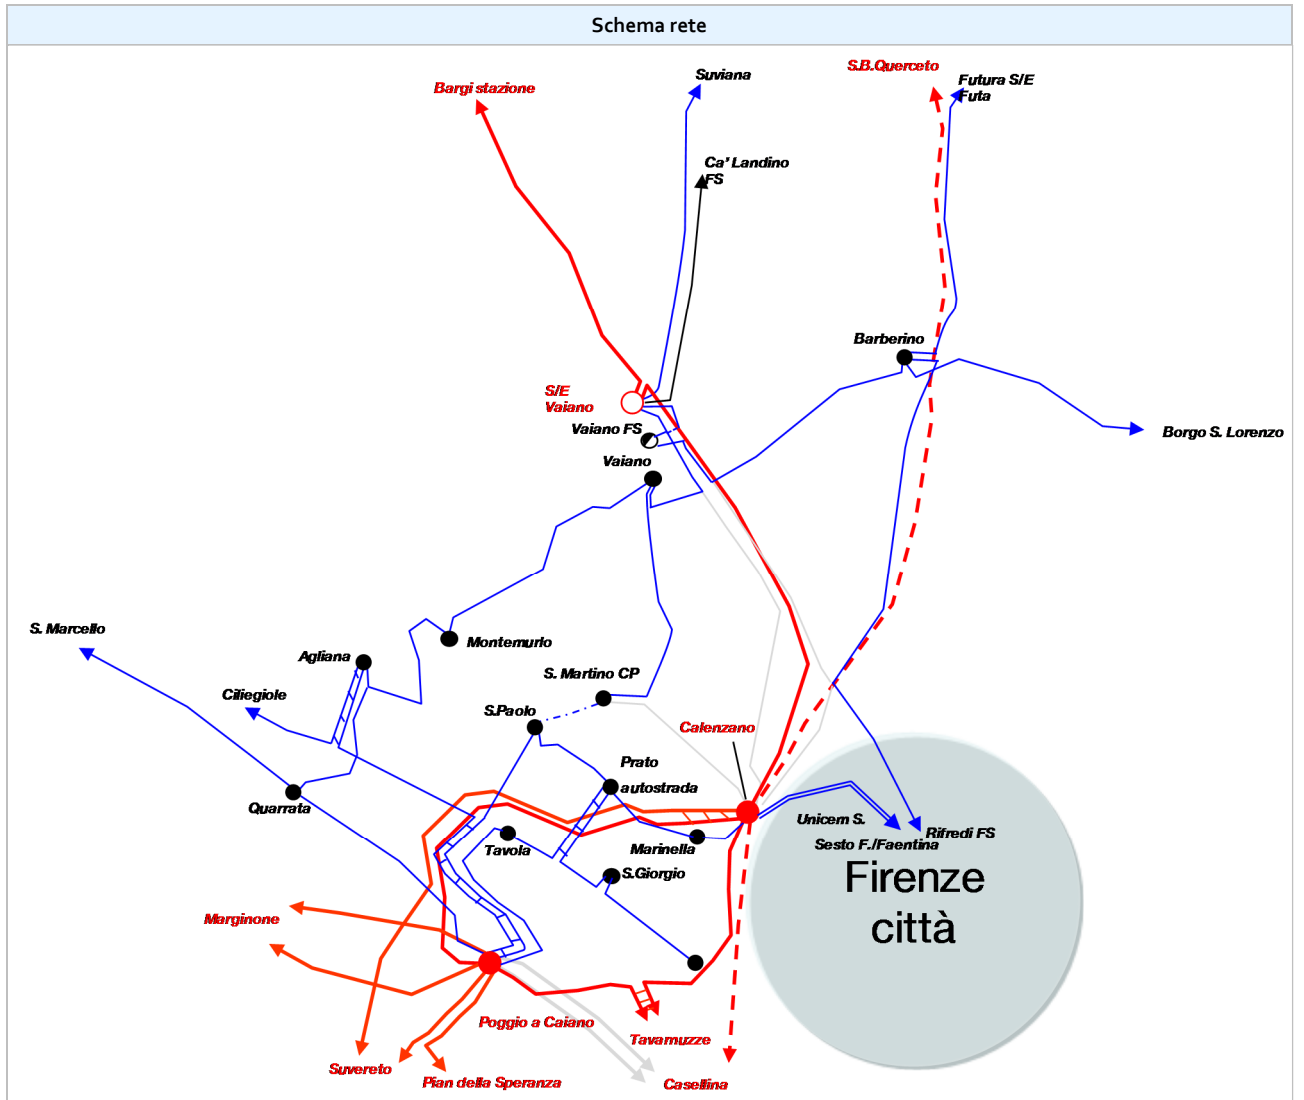 Schema rete
S.B.Querceto
Suviana
Futura S/E
Futa
Bargi stazione
Ca' Landino
FS
Barberino
S/E
Vaiano
Vaiano FS
Borgo S. Lorenzo
Vaiano
S. Marcello
Montemurlo
Agliana
S. Martino CP
Ciliegiole
S.Paolo
Calenzano
Prato
autostrada
Quarrata
Unicem S.
Rifredi FS
Sesto F./Faentina
Tavola
Marinella
S.Giorgio
Firenze
città
Marginone
Poggio a Caiano
Tavarnuzze
Suvereto
Pian della Speranza
Casellina